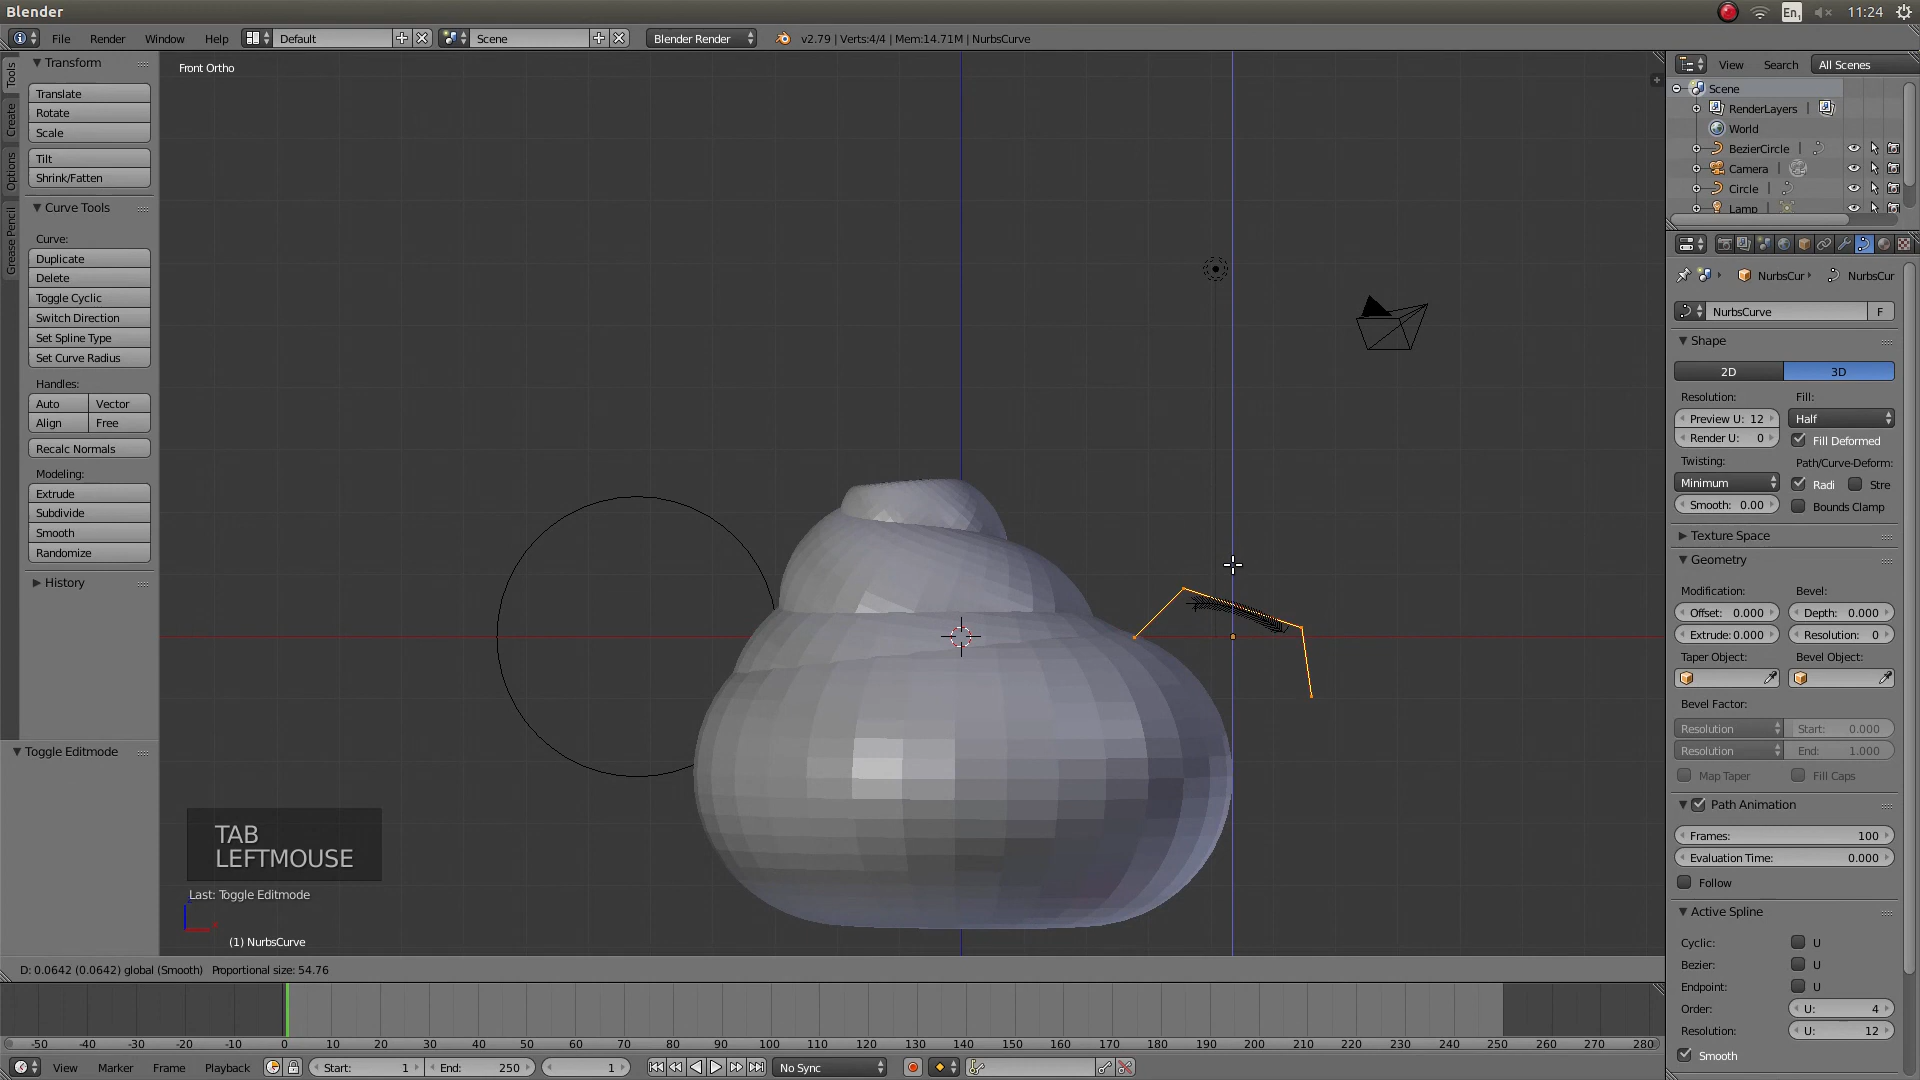 Blender
En1
11:24
File
Render
Window
Help
Default
Scene
Blender Render
v2.79 | Verts:4/4 | Mem:14.71M | NurbsCurve
Tools
Create
Options
Grease Pencil
Transform
Translate
Rotate
Scale
Tilt
Shrink/Fatten
Curve Tools
Curve:
Duplicate
Delete
Toggle Cyclic
Switch Direction
Set Spline Type
Set Curve Radius
Handles:
Auto
Vector
Align
Free
Recalc Normals
Modeling:
Extrude
Subdivide
Smooth
Randomize
History
Toggle Editmode
Front Ortho
TAB
LEFTMOUSE
Last: Toggle Editmode
(1) NurbsCurve
D: 0.0642 (0.0642) global (Smooth) Proportional size: 54.76
View
Search
All Scenes
Scene
RenderLayers |
World
BezierCircle |
Camera |
Circle |
Lamp |
NurbsCur
NurbsCur
NurbsCurve
F
Shape
2D
3D
Resolution:
Fill:
Preview U: 12
Half
Render U: 0
Fill Deformed
Twisting:
Path/Curve-Deform:
Minimum
Radi
Stre
Smooth: 0.00
Bounds Clamp
Texture Space
Geometry
Modification:
Bevel:
Offset: 0.000
Depth: 0.000
Extrude: 0.000
Resolution: 0
Taper Object:
Bevel Object:
Bevel Factor:
Resolution
Start: 0.000
Resolution
End: 1.000
Map Taper
Fill Caps
Path Animation
Frames: 100
Evaluation Time: 0.000
Follow
Active Spline
Cyclic:
U
Bezier:
U
Endpoint:
U
Order:
U: 4
Resolution:
U: 12
Smooth
-50 -40 -30 -20 -10 0 10 20 30 40 50 60 70 80 90 100 110 120 130 140 150 160 170 180 190 200 210 220 230 240 250 260 270 280
View
Marker
Frame
Playback
Start: 1
End: 250
1
No Sync